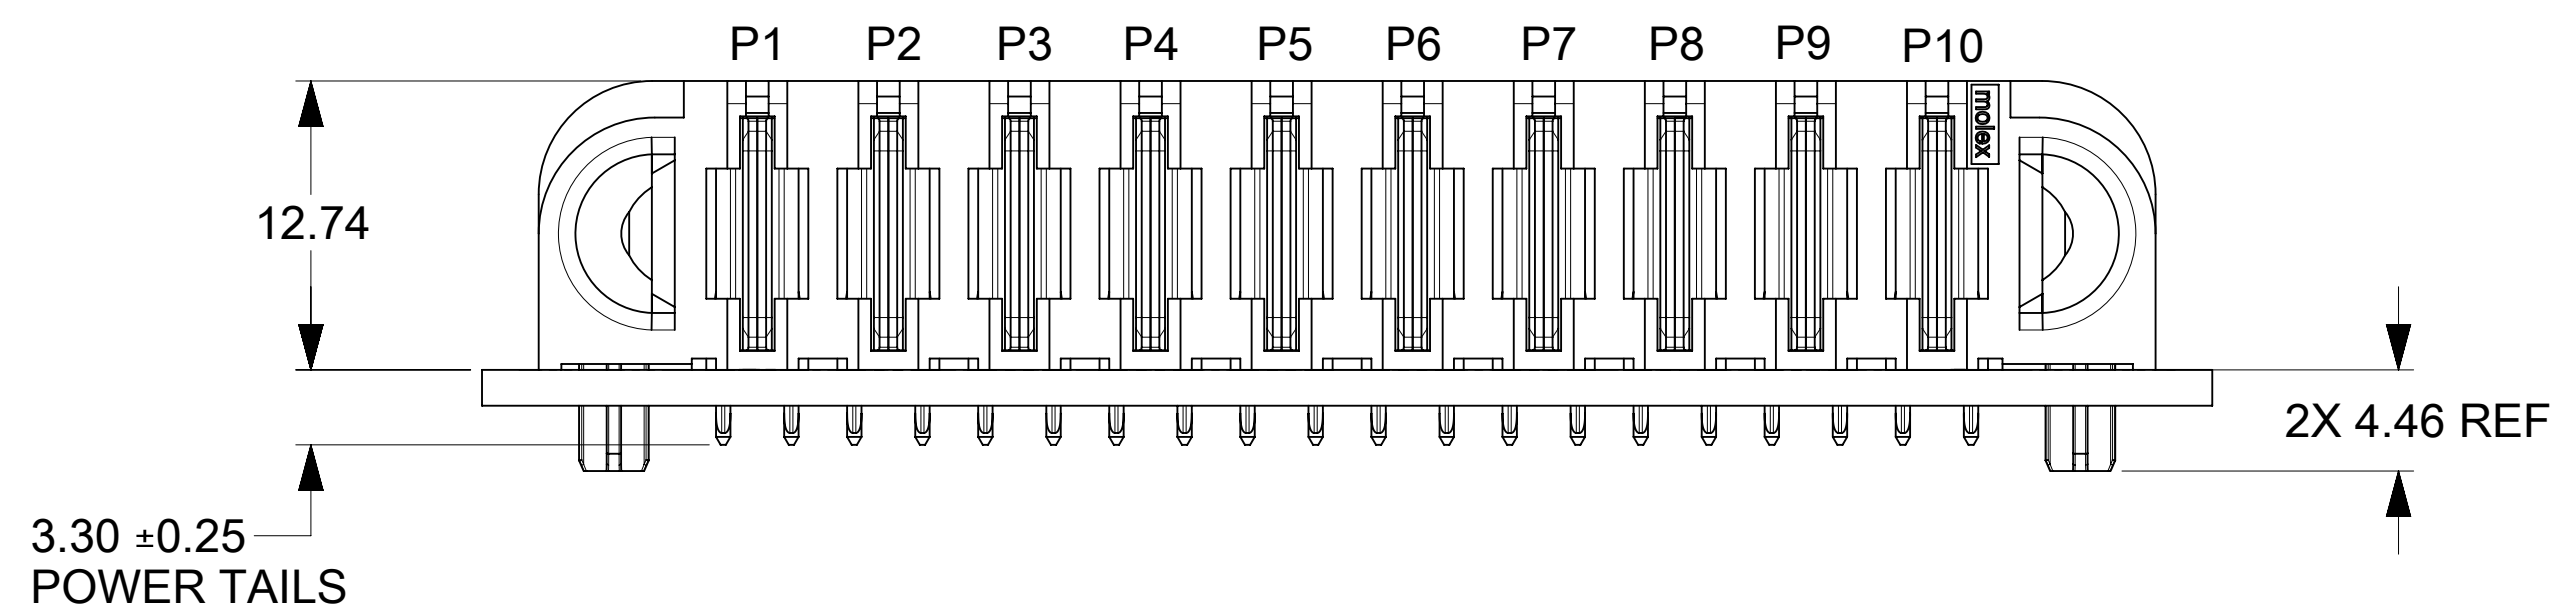 P1 P2 P3 P4 P5 P6 P7 P8 P9 P10
molex
12.74
2X 4.46 REF
3.30 ±0.25
POWER TAILS